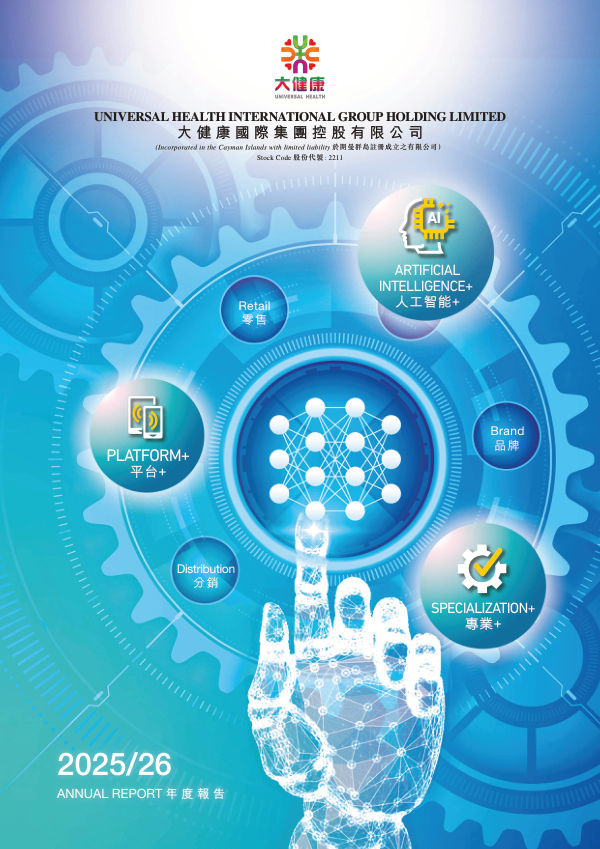 大健康
UNIVERSAL HEALTH
UNIVERSAL HEALTH INTERNATIONAL GROUP HOLDING LIMITED
大健康國際集團控股有限公司
(Incorporated in the Cayman Islands with limited liability 於開曼群島註冊成立之有限公司)
Stock Code 股份代號: 2211
AI
ARTIFICIAL
INTELLIGENCE+
人工智能+
Retail
零售
PLATFORM+
平台+
Brand
品牌
Distribution
分銷
SPECIALIZATION+
專業+
2025/26
ANNUAL REPORT 年度報告